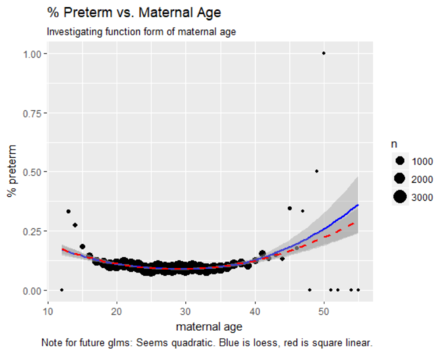 % Preterm vs. Maternal Age
Investigating function form of maternal age
1.00
0.75
0.50
0.25
0.00
% preterm
n
1000
2000
3000
20
30
40
50
maternal age
Note for future glms: Seems quadratic. Blue is loess, red is square linear.